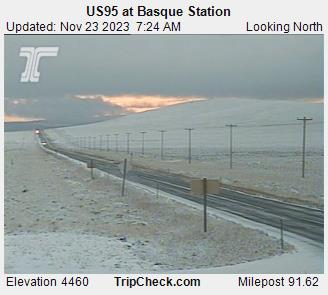 US95 at Basque Station
Updated: Nov 23 2023 7:24 AM Looking North
Elevation 4460 TripCheck.com Milepost 91.62